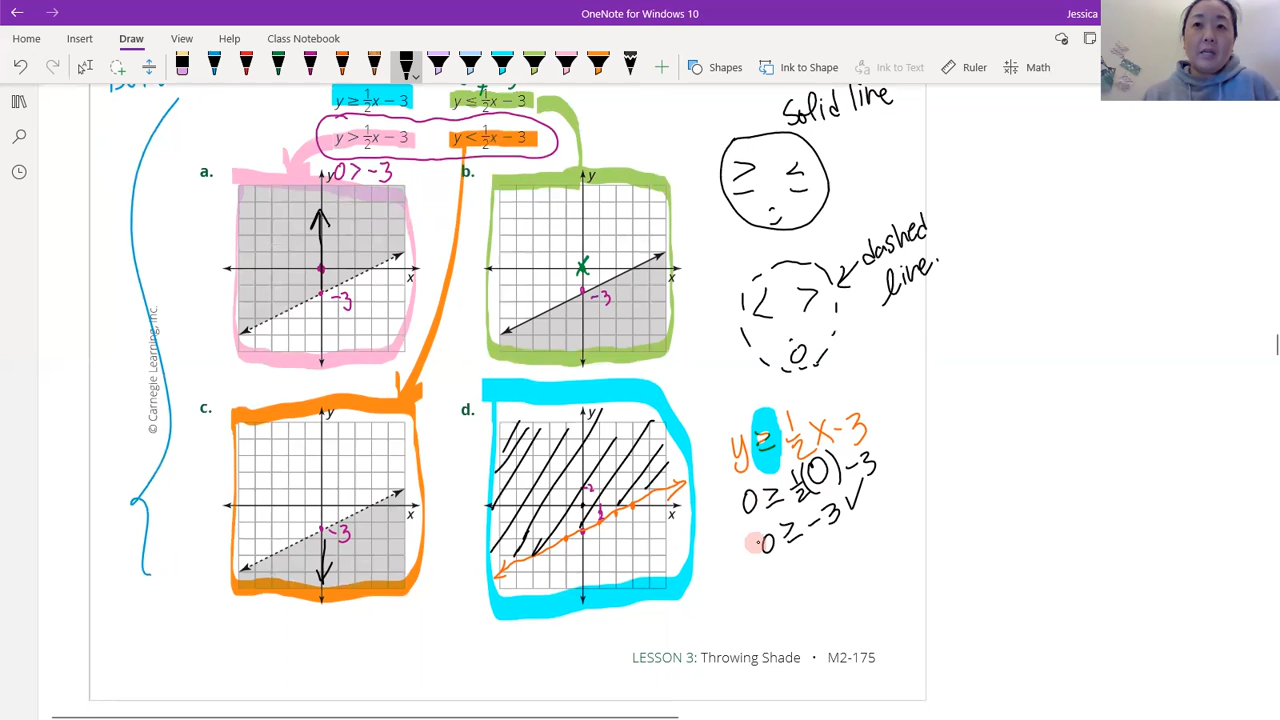 OneNote for Windows 10
Jessica
Home Insert Draw View Help Class Notebook
Shapes Ink to Shape Ink to Text Ruler Math
y ≥ 1/2x − 3 y ≤ 1/2x − 3
y > 1/2x − 3 y < 1/2x − 3
solid line
a. y 0 > -3 b. y
≥ ≤
dashed
line.
< >
x x
-3 -3
© Carnegie Learning, Inc.
c. y d. y
y ≥ 1/2 x - 3
0 ≥ 1/2(0) - 3
0 ≥ -3 ✓
x x
-3
LESSON 3: Throwing Shade • M2-175